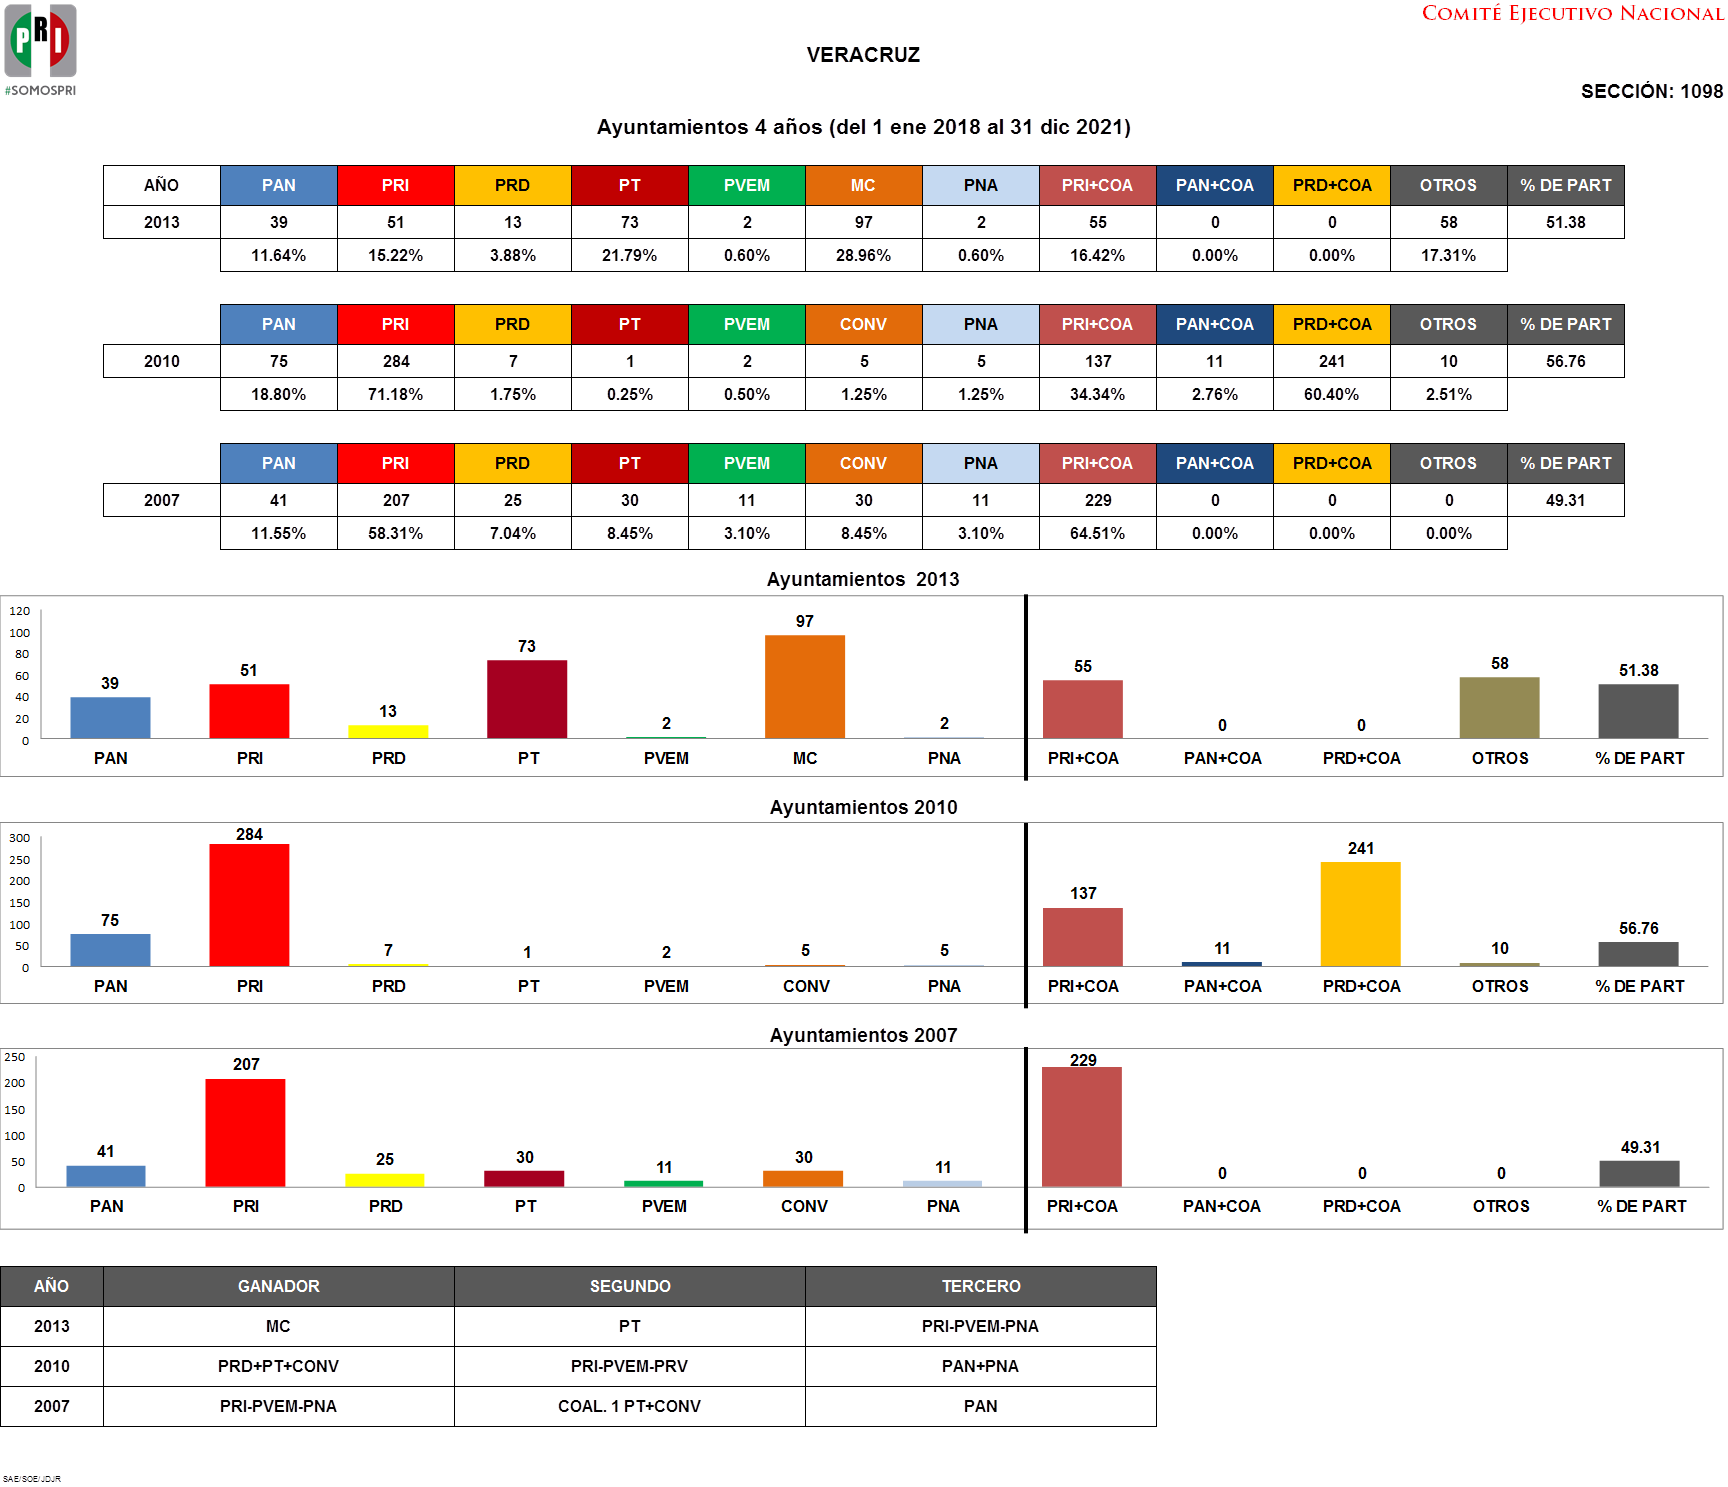 PRI
#SOMOSPRI
COMITÉ EJECUTIVO NACIONAL
VERACRUZ
SECCIÓN: 1098
Ayuntamientos 4 años (del 1 ene 2018 al 31 dic 2021)
AÑO PAN PRI PRD PT PVEM MC PNA PRI+COA PAN+COA PRD+COA OTROS % DE PART
2013 39 51 13 73 2 97 2 55 0 0 58 51.38
11.64% 15.22% 3.88% 21.79% 0.60% 28.96% 0.60% 16.42% 0.00% 0.00% 17.31%
PAN PRI PRD PT PVEM CONV PNA PRI+COA PAN+COA PRD+COA OTROS % DE PART
2010 75 284 7 1 2 5 5 137 11 241 10 56.76
18.80% 71.18% 1.75% 0.25% 0.50% 1.25% 1.25% 34.34% 2.76% 60.40% 2.51%
PAN PRI PRD PT PVEM CONV PNA PRI+COA PAN+COA PRD+COA OTROS % DE PART
2007 41 207 25 30 11 30 11 229 0 0 0 49.31
11.55% 58.31% 7.04% 8.45% 3.10% 8.45% 3.10% 64.51% 0.00% 0.00% 0.00%
Ayuntamientos 2013
120
100
80
60
40
20
0
39 51 13 73 2 97 2 55 0 0 58 51.38
PAN PRI PRD PT PVEM MC PNA PRI+COA PAN+COA PRD+COA OTROS % DE PART
Ayuntamientos 2010
300
250
200
150
100
50
0
75 284 7 1 2 5 5 137 11 241 10 56.76
PAN PRI PRD PT PVEM CONV PNA PRI+COA PAN+COA PRD+COA OTROS % DE PART
Ayuntamientos 2007
250
200
150
100
50
0
41 207 25 30 11 30 11 229 0 0 0 49.31
PAN PRI PRD PT PVEM CONV PNA PRI+COA PAN+COA PRD+COA OTROS % DE PART
AÑO GANADOR SEGUNDO TERCERO
2013 MC PT PRI-PVEM-PNA
2010 PRD+PT+CONV PRI-PVEM-PRV PAN+PNA
2007 PRI-PVEM-PNA COAL. 1 PT+CONV PAN
SAE/SOE/JDJR